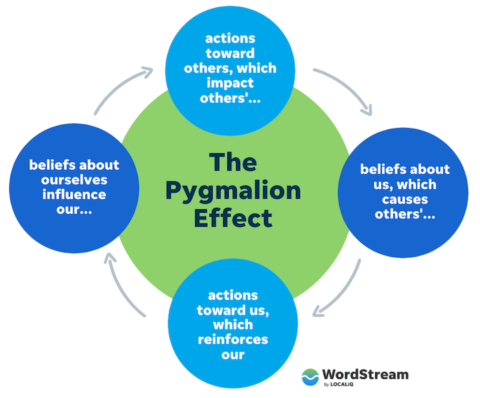 actions
toward
others, which
impact
others'...
beliefs about
ourselves
influence
our...
The
Pygmalion
Effect
beliefs about
us, which
causes
others'...
actions
toward us,
which
reinforces
our
WordStream
By LOCALiQ